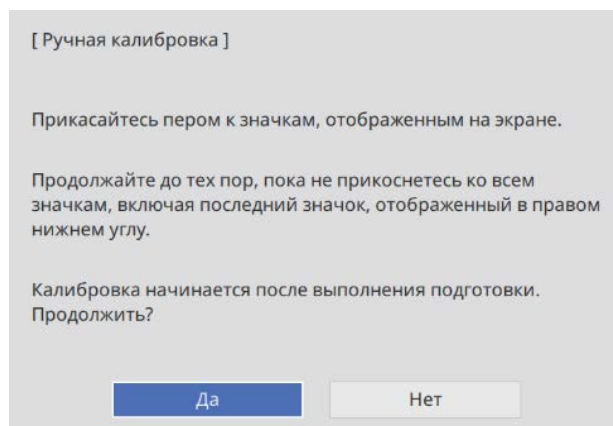 [ Ручная калибровка ]
Прикасайтесь пером к значкам, отображенным на экране.
Продолжайте до тех пор, пока не прикоснетесь ко всем
значкам, включая последний значок, отображенный в правом
нижнем углу.
Калибровка начинается после выполнения подготовки.
Продолжить?
Да
Нет